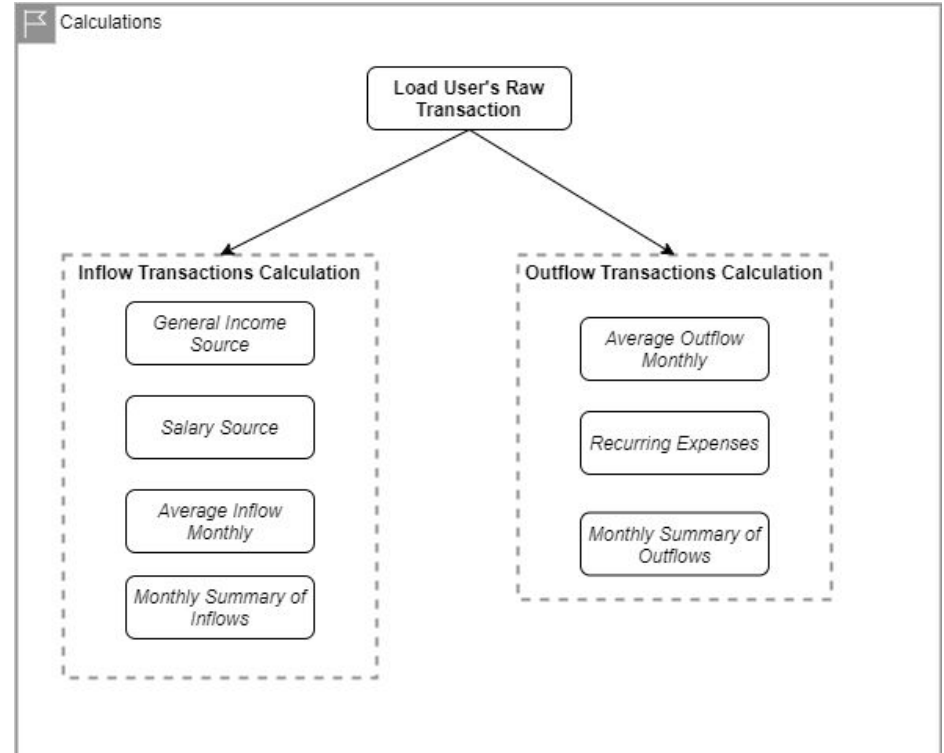 Calculations
Load User's Raw
Transaction
Inflow Transactions Calculation
General Income
Source
Salary Source
Average Inflow
Monthly
Monthly Summary of
Inflows
Outflow Transactions Calculation
Average Outflow
Monthly
Recurring Expenses
Monthly Summary of
Outflows